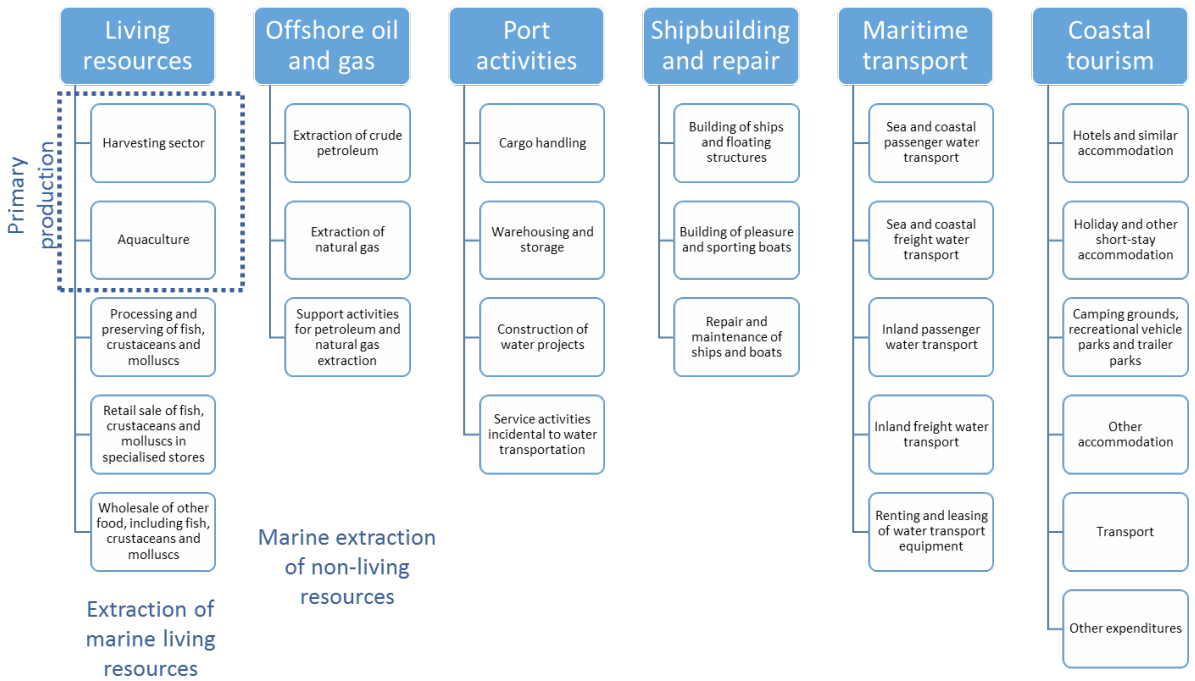 Living
resources
Offshore oil
and gas
Port
activities
Shipbuilding
and repair
Maritime
transport
Coastal
tourism
Primary
production
Harvesting sector
Aquaculture
Processing and
preserving of fish,
crustaceans and
molluscs
Retail sale of fish,
crustaceans and
molluscs in
specialised stores
Wholesale of other
food, including fish,
crustaceans and
molluscs
Extraction of
marine living
resources
Extraction of crude
petroleum
Extraction of
natural gas
Support activities
for petroleum and
natural gas
extraction
Marine extraction
of non-living
resources
Cargo handling
Warehousing and
storage
Construction of
water projects
Service activities
incidental to water
transportation
Building of ships
and floating
structures
Building of pleasure
and sporting boats
Repair and
maintenance of
ships and boats
Sea and coastal
passenger water
transport
Sea and coastal
freight water
transport
Inland passenger
water transport
Inland freight water
transport
Renting and leasing
of water transport
equipment
Hotels and similar
accommodation
Holiday and other
short-stay
accommodation
Camping grounds,
recreational vehicle
parks and trailer
parks
Other
accommodation
Transport
Other expenditures